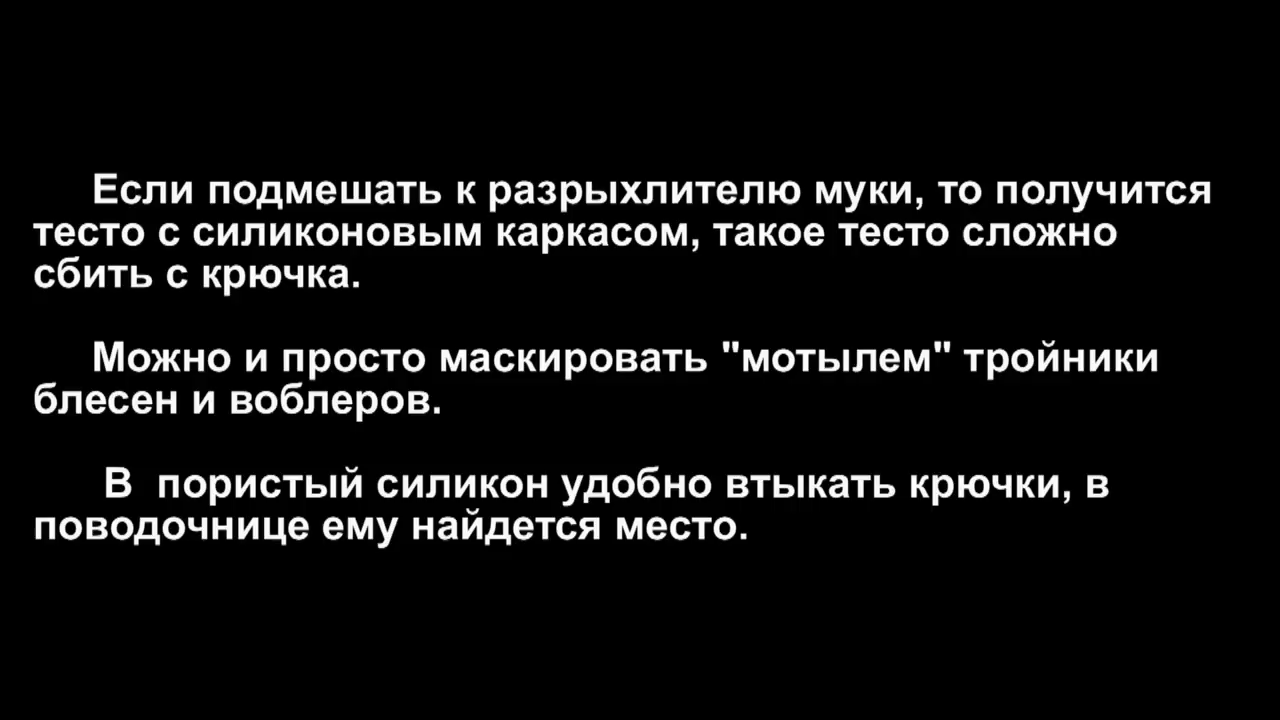 Если подмешать к разрыхлителю муки, то получится
тесто с силиконовым каркасом, такое тесто сложно
сбить с крючка.
Можно и просто маскировать "мотылем" тройники
блесен и воблеров.
В пористый силикон удобно втыкать крючки, в
поводочнице ему найдется место.